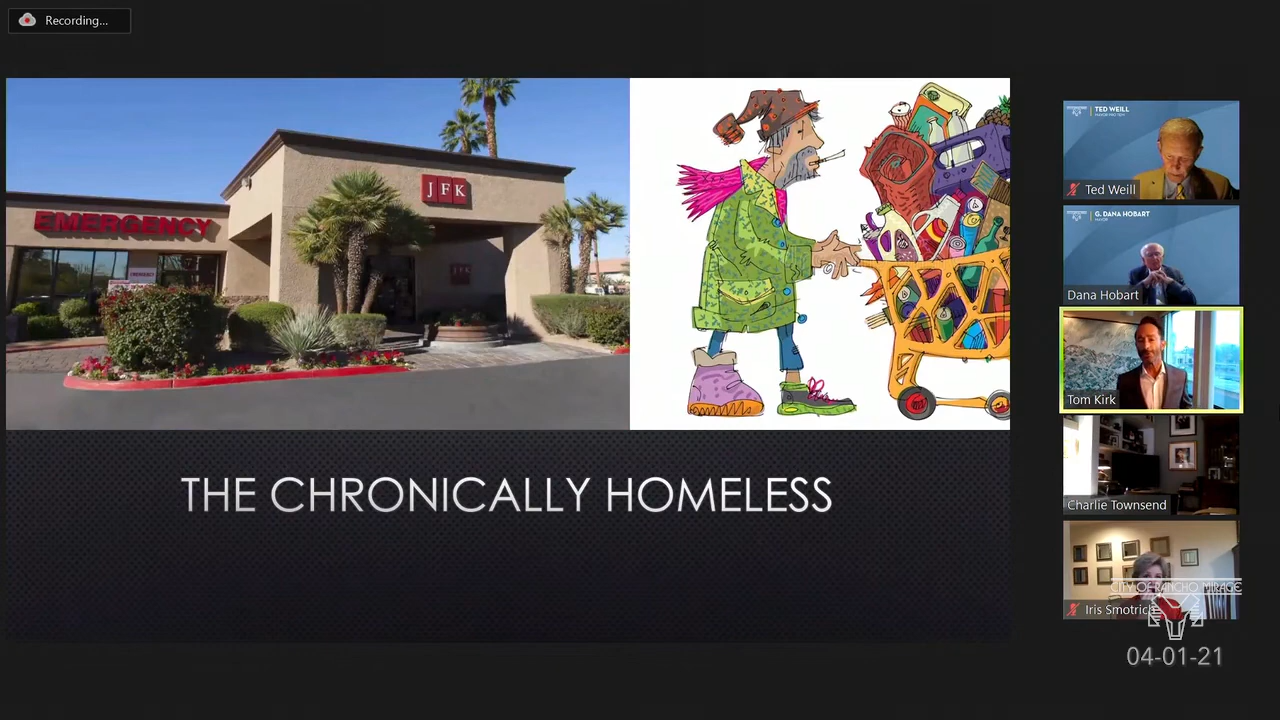 Recording...
EMERGENCY
JFK
THE CHRONICALLY HOMELESS
TED WEILL
Ted Weill
G. DANA HOBART
MAYOR
Dana Hobart
Tom Kirk
Charlie Townsend
CITY OF RANCHO MIRAGE
Iris Smotrich
04-01-21